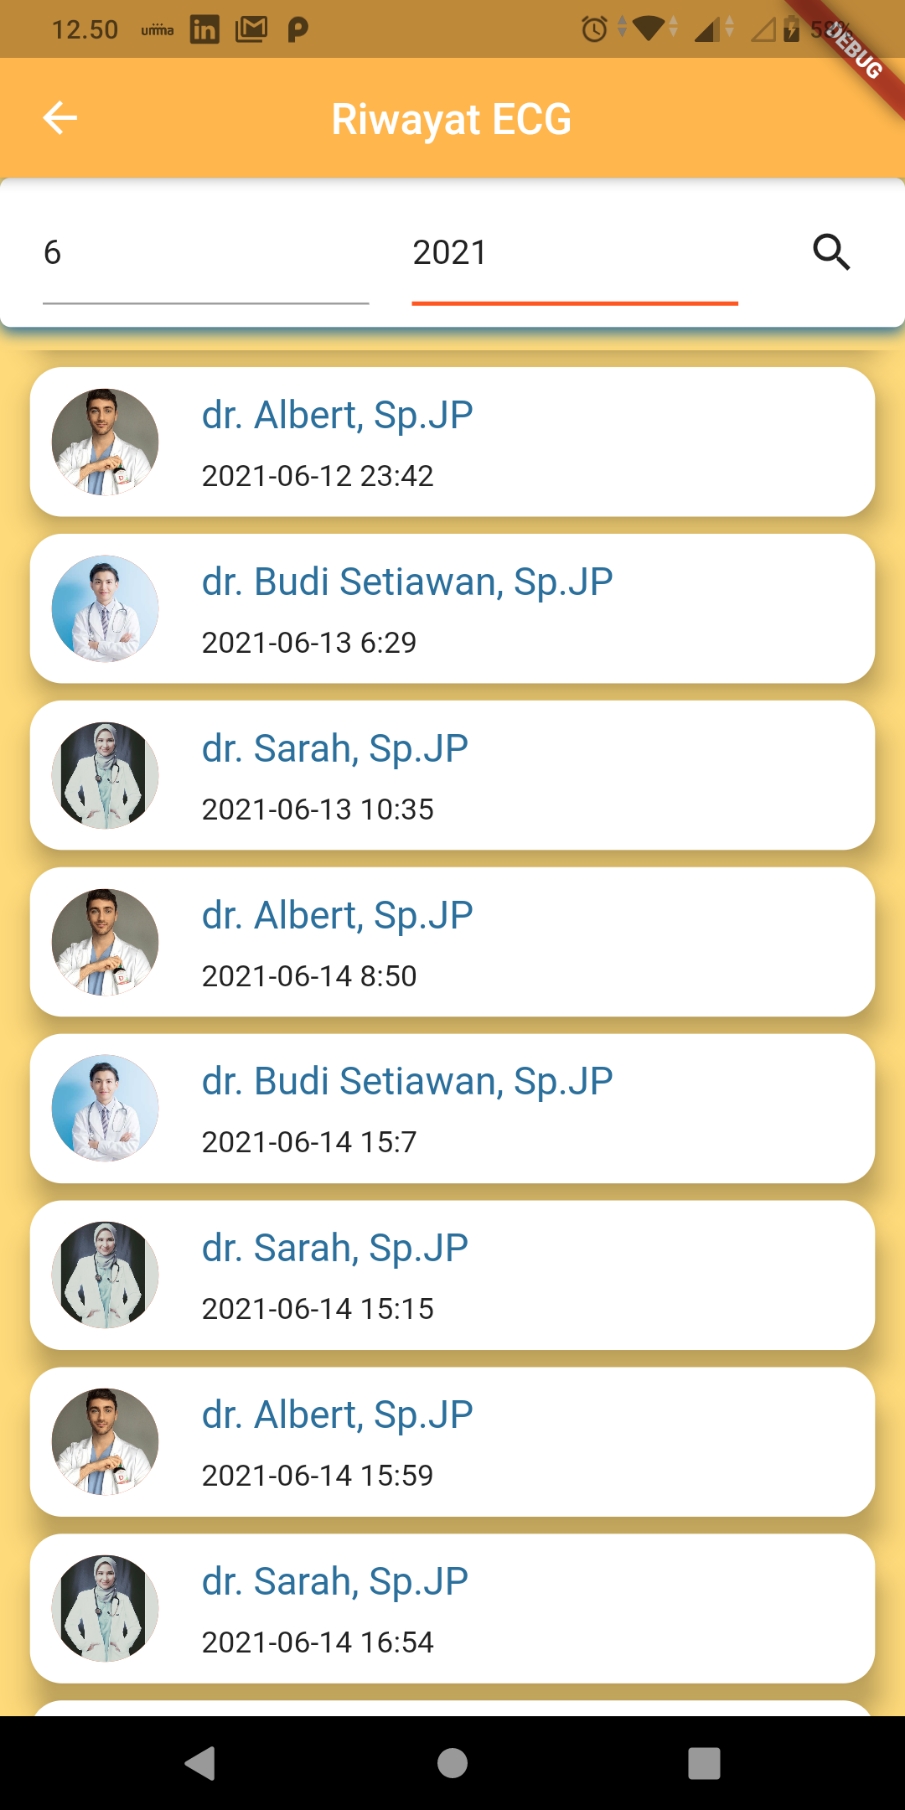 12.50 umma in M P 58%
DEBUG
Riwayat ECG
6 2021
dr. Albert, Sp.JP
2021-06-12 23:42
dr. Budi Setiawan, Sp.JP
2021-06-13 6:29
dr. Sarah, Sp.JP
2021-06-13 10:35
dr. Albert, Sp.JP
2021-06-14 8:50
dr. Budi Setiawan, Sp.JP
2021-06-14 15:7
dr. Sarah, Sp.JP
2021-06-14 15:15
dr. Albert, Sp.JP
2021-06-14 15:59
dr. Sarah, Sp.JP
2021-06-14 16:54